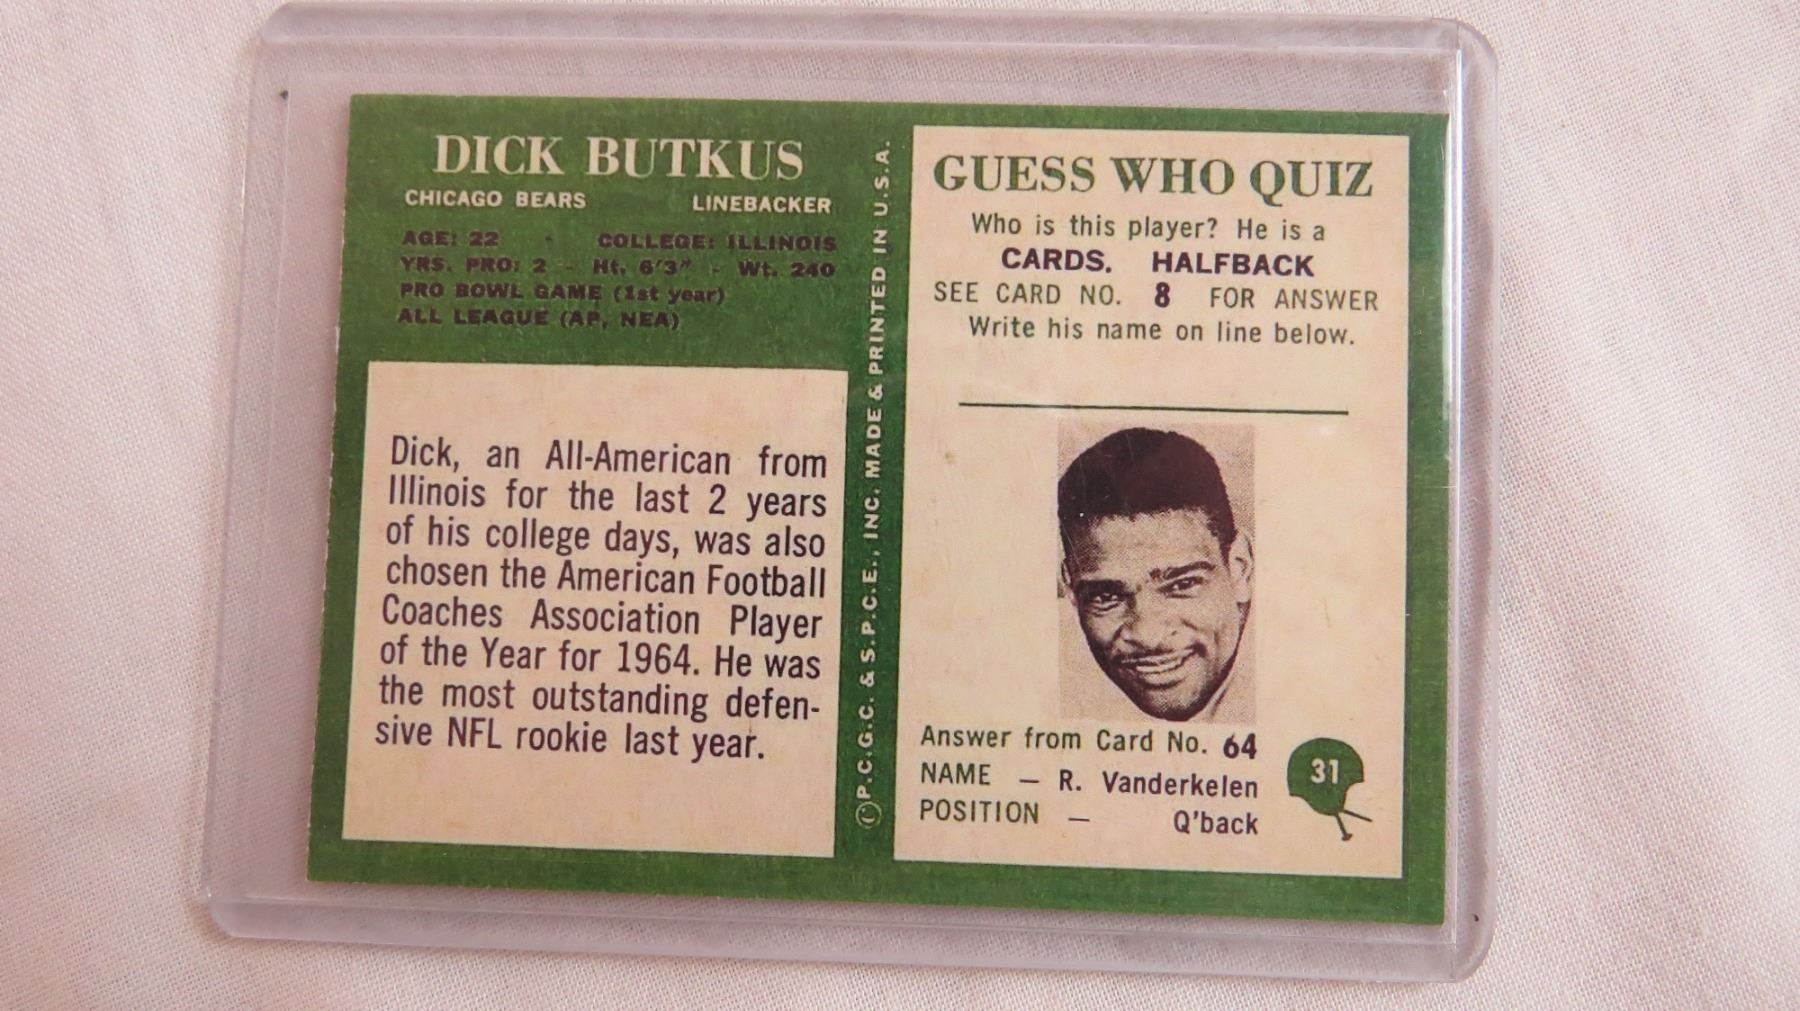 DICK BUTKUS
CHICAGO BEARS LINEBACKER
AGE: 22 - COLLEGE: ILLINOIS
YRS. PRO: 2 - Ht. 6'3" - Wt. 240
PRO BOWL GAME (1st year)
ALL LEAGUE (AP, NEA)
Dick, an All-American from
Illinois for the last 2 years
of his college days, was also
chosen the American Football
Coaches Association Player
of the Year for 1964. He was
the most outstanding defen-
sive NFL rookie last year.
©P.C.G.C. & S.P.C.E., INC. MADE & PRINTED IN U.S.A.
GUESS WHO QUIZ
Who is this player? He is a
CARDS. HALFBACK
SEE CARD NO. 8 FOR ANSWER
Write his name on line below.
Answer from Card No. 64
NAME — R. Vanderkelen
POSITION — Q'back
31